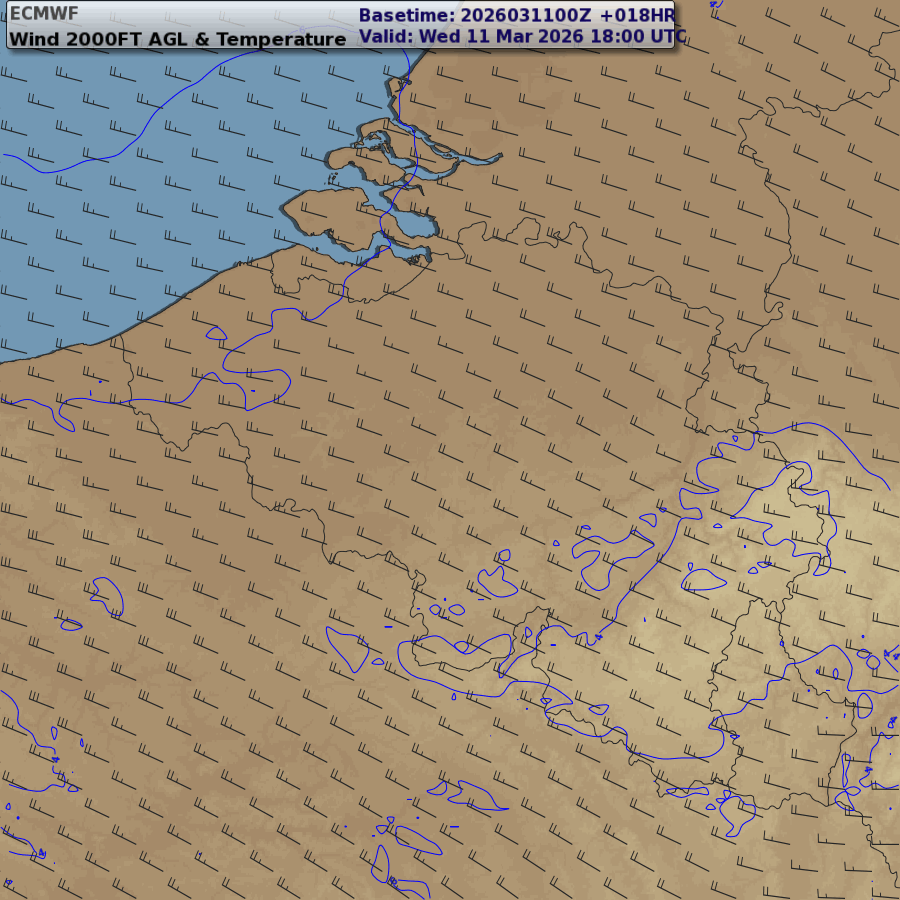 ECMWF
Wind 2000FT AGL & Temperature
Basetime: 2026031100Z +018HR
Valid: Wed 11 Mar 2026 18:00 UTC